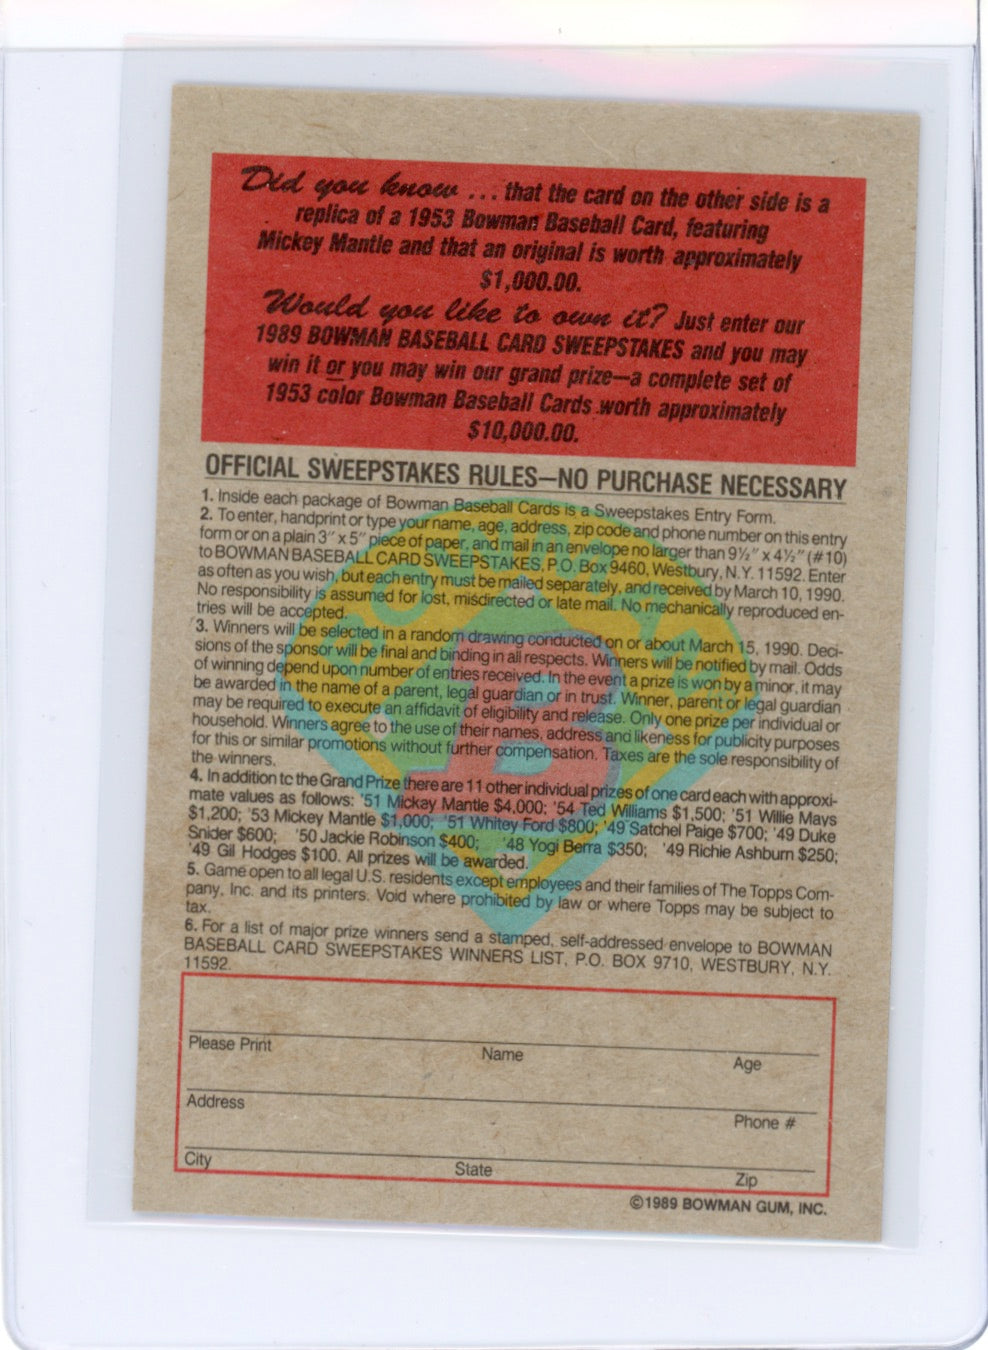 Did you know ... that the card on the other side is a
replica of a 1953 Bowman Baseball Card, featuring
Mickey Mantle and that an original is worth approximately
$1,000.00.
Would you like to own it? Just enter our
1989 BOWMAN BASEBALL CARD SWEEPSTAKES and you may
win it or you may win our grand prize—a complete set of
1953 color Bowman Baseball Cards worth approximately
$10,000.00.
OFFICIAL SWEEPSTAKES RULES—NO PURCHASE NECESSARY
1. Inside each package of Bowman Baseball Cards is a Sweepstakes Entry Form.
2. To enter, handprint or type your name, age, address, zip code and phone number on this entry
form or on a plain 3″ x 5″ piece of paper, and mail in an envelope no larger than 9½″ x 4½″ (#10)
to BOWMAN BASEBALL CARD SWEEPSTAKES, P.O. Box 9460, Westbury, N.Y. 11592. Enter
as often as you wish, but each entry must be mailed separately, and received by March 10, 1990.
No responsibility is assumed for lost, misdirected or late mail. No mechanically reproduced en-
tries will be accepted.
3. Winners will be selected in a random drawing conducted on or about March 15, 1990. Deci-
sions of the sponsor will be final and binding in all respects. Winners will be notified by mail. Odds
of winning depend upon number of entries received. In the event a prize is won by a minor, it may
be awarded in the name of a parent, legal guardian or in trust. Winner, parent or legal guardian
may be required to execute an affidavit of eligibility and release. Only one prize per individual or
household. Winners agree to the use of their names, address and likeness for publicity purposes
for this or similar promotions without further compensation. Taxes are the sole responsibility of
the winners.
4. In addition to the Grand Prize there are 11 other individual prizes of one card each with approxi-
mate values as follows: '51 Mickey Mantle $4,000; '54 Ted Williams $1,500; '51 Willie Mays
$1,200; '53 Mickey Mantle $1,000; '51 Whitey Ford $800; '49 Satchel Paige $700; '49 Duke
Snider $600; '50 Jackie Robinson $400; '48 Yogi Berra $350; '49 Richie Ashburn $250;
'49 Gil Hodges $100. All prizes will be awarded.
5. Game open to all legal U.S. residents except employees and their families of The Topps Com-
pany, Inc. and its printers. Void where prohibited by law or where Topps may be subject to
tax.
6. For a list of major prize winners send a stamped, self-addressed envelope to BOWMAN
BASEBALL CARD SWEEPSTAKES WINNERS LIST, P.O. BOX 9710, WESTBURY, N.Y.
11592.
Please Print Name Age
Address Phone #
City State Zip
©1989 BOWMAN GUM, INC.